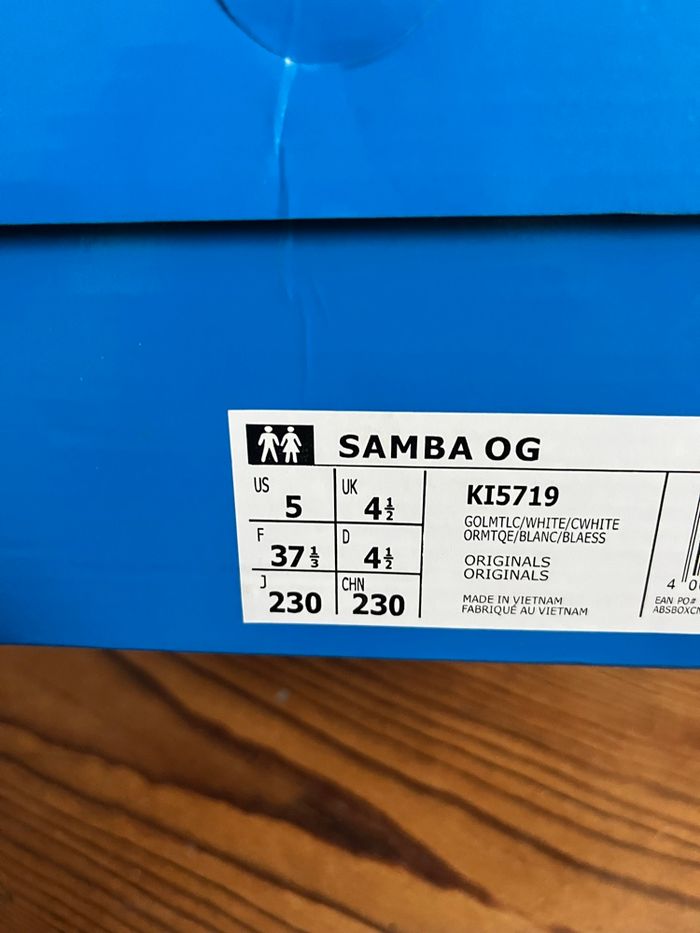 SAMBA OG
US 5 UK 4½
F 37⅓ D 4½
J 230 CHN 230
KI5719
GOLMTLC/WHITE/CWHITE
ORMTQE/BLANC/BLAESS
ORIGINALS
ORIGINALS
MADE IN VIETNAM
FABRIQUÉ AU VIETNAM
4
EAN PO#